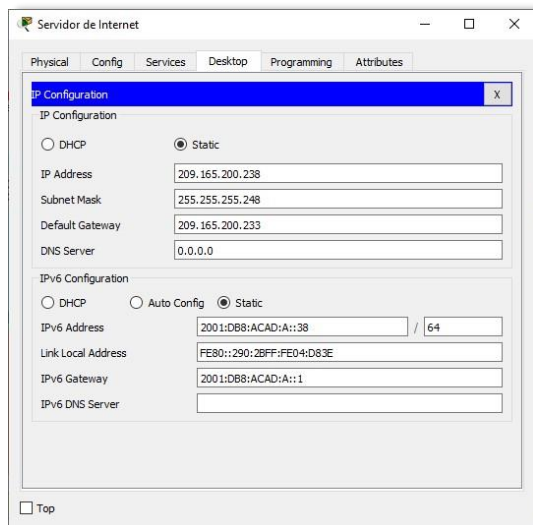 Servidor de Internet
Physical Config Services Desktop Programming Attributes
IP Configuration X
IP Configuration
DHCP Static
IP Address 209.165.200.238
Subnet Mask 255.255.255.248
Default Gateway 209.165.200.233
DNS Server 0.0.0.0
IPv6 Configuration
DHCP Auto Config Static
IPv6 Address 2001:DB8:ACAD:A::38 / 64
Link Local Address FE80::290:2BFF:FE04:D83E
IPv6 Gateway 2001:DB8:ACAD:A::1
IPv6 DNS Server
Top